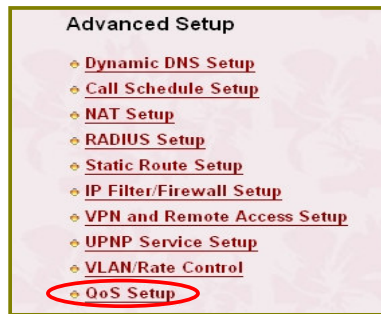 Advanced Setup
Dynamic DNS Setup
Call Schedule Setup
NAT Setup
RADIUS Setup
Static Route Setup
IP Filter/Firewall Setup
VPN and Remote Access Setup
UPNP Service Setup
VLAN/Rate Control
QoS Setup